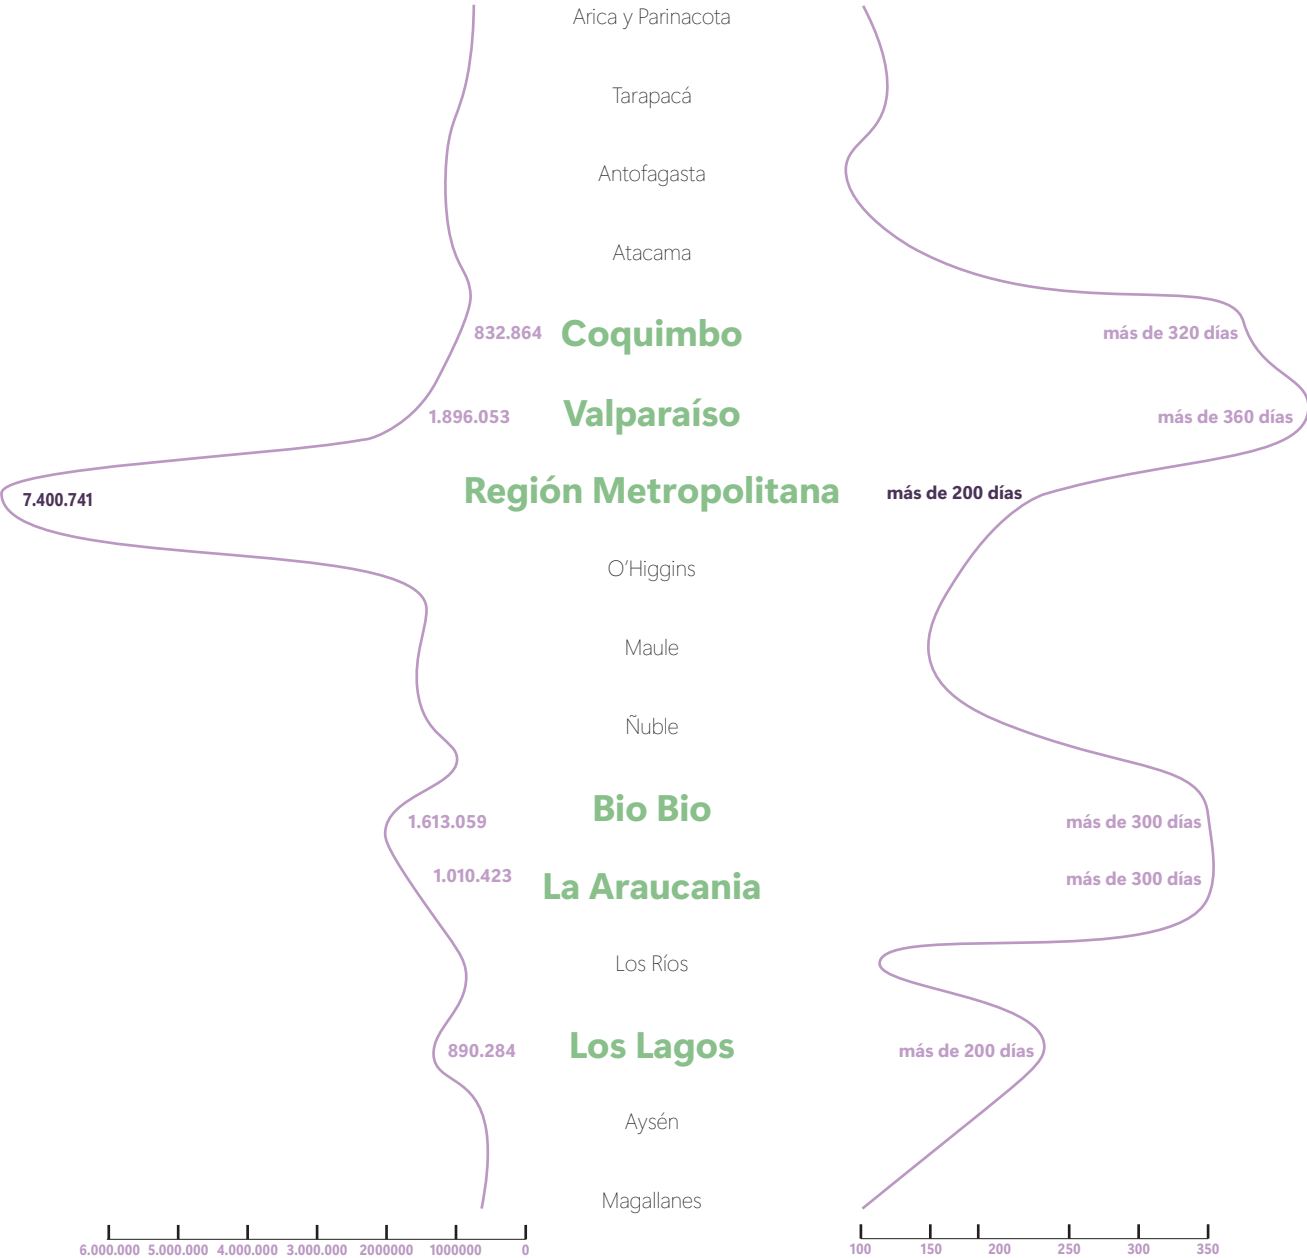 Arica y Parinacota
Tarapacá
Antofagasta
Atacama
832.864 Coquimbo más de 320 días
1.896.053 Valparaíso más de 360 días
7.400.741 Región Metropolitana más de 200 días
O'Higgins
Maule
Ñuble
1.613.059 Bio Bio más de 300 días
1.010.423 La Araucania más de 300 días
Los Ríos
890.284 Los Lagos más de 200 días
Aysén
Magallanes
6.000.000 5.000.000 4.000.000 3.000.000 2000000 1000000 0 100 150 200 250 300 350